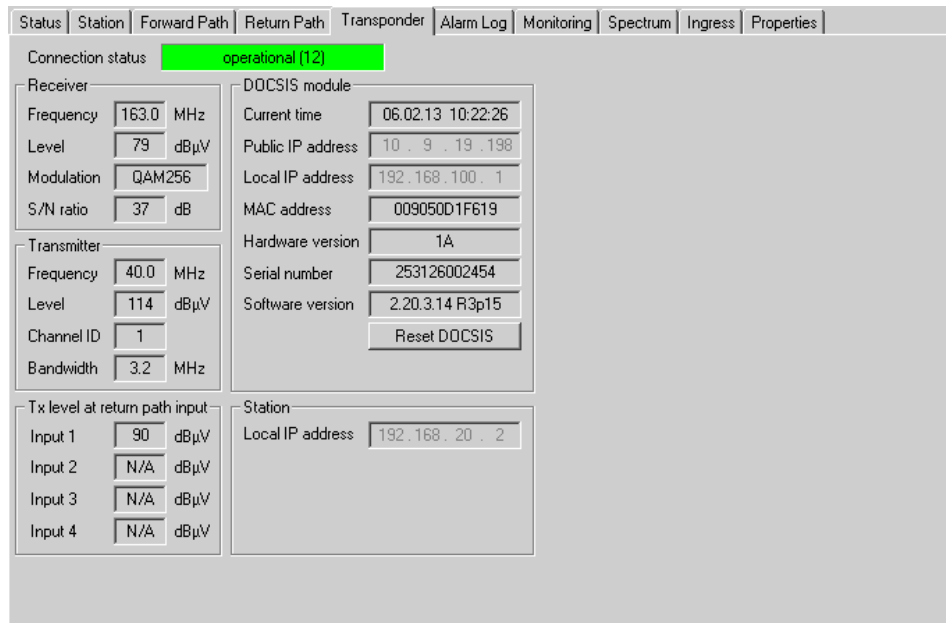 Status Station Forward Path Return Path Transponder Alarm Log Monitoring Spectrum Ingress Properties
Connection status operational (12)
Receiver
Frequency 163.0 MHz
Level 79 dBµV
Modulation QAM256
S/N ratio 37 dB
Transmitter
Frequency 40.0 MHz
Level 114 dBµV
Channel ID 1
Bandwidth 3.2 MHz
Tx level at return path input
Input 1 90 dBµV
Input 2 N/A dBµV
Input 3 N/A dBµV
Input 4 N/A dBµV
DOCSIS module
Current time 06.02.13 10:22:26
Public IP address 10 . 9 . 19 .198
Local IP address 192.168.100. 1
MAC address 009050D1F619
Hardware version 1A
Serial number 253126002454
Software version 2.20.3.14 R3p15
Reset DOCSIS
Station
Local IP address 192.168. 20 . 2